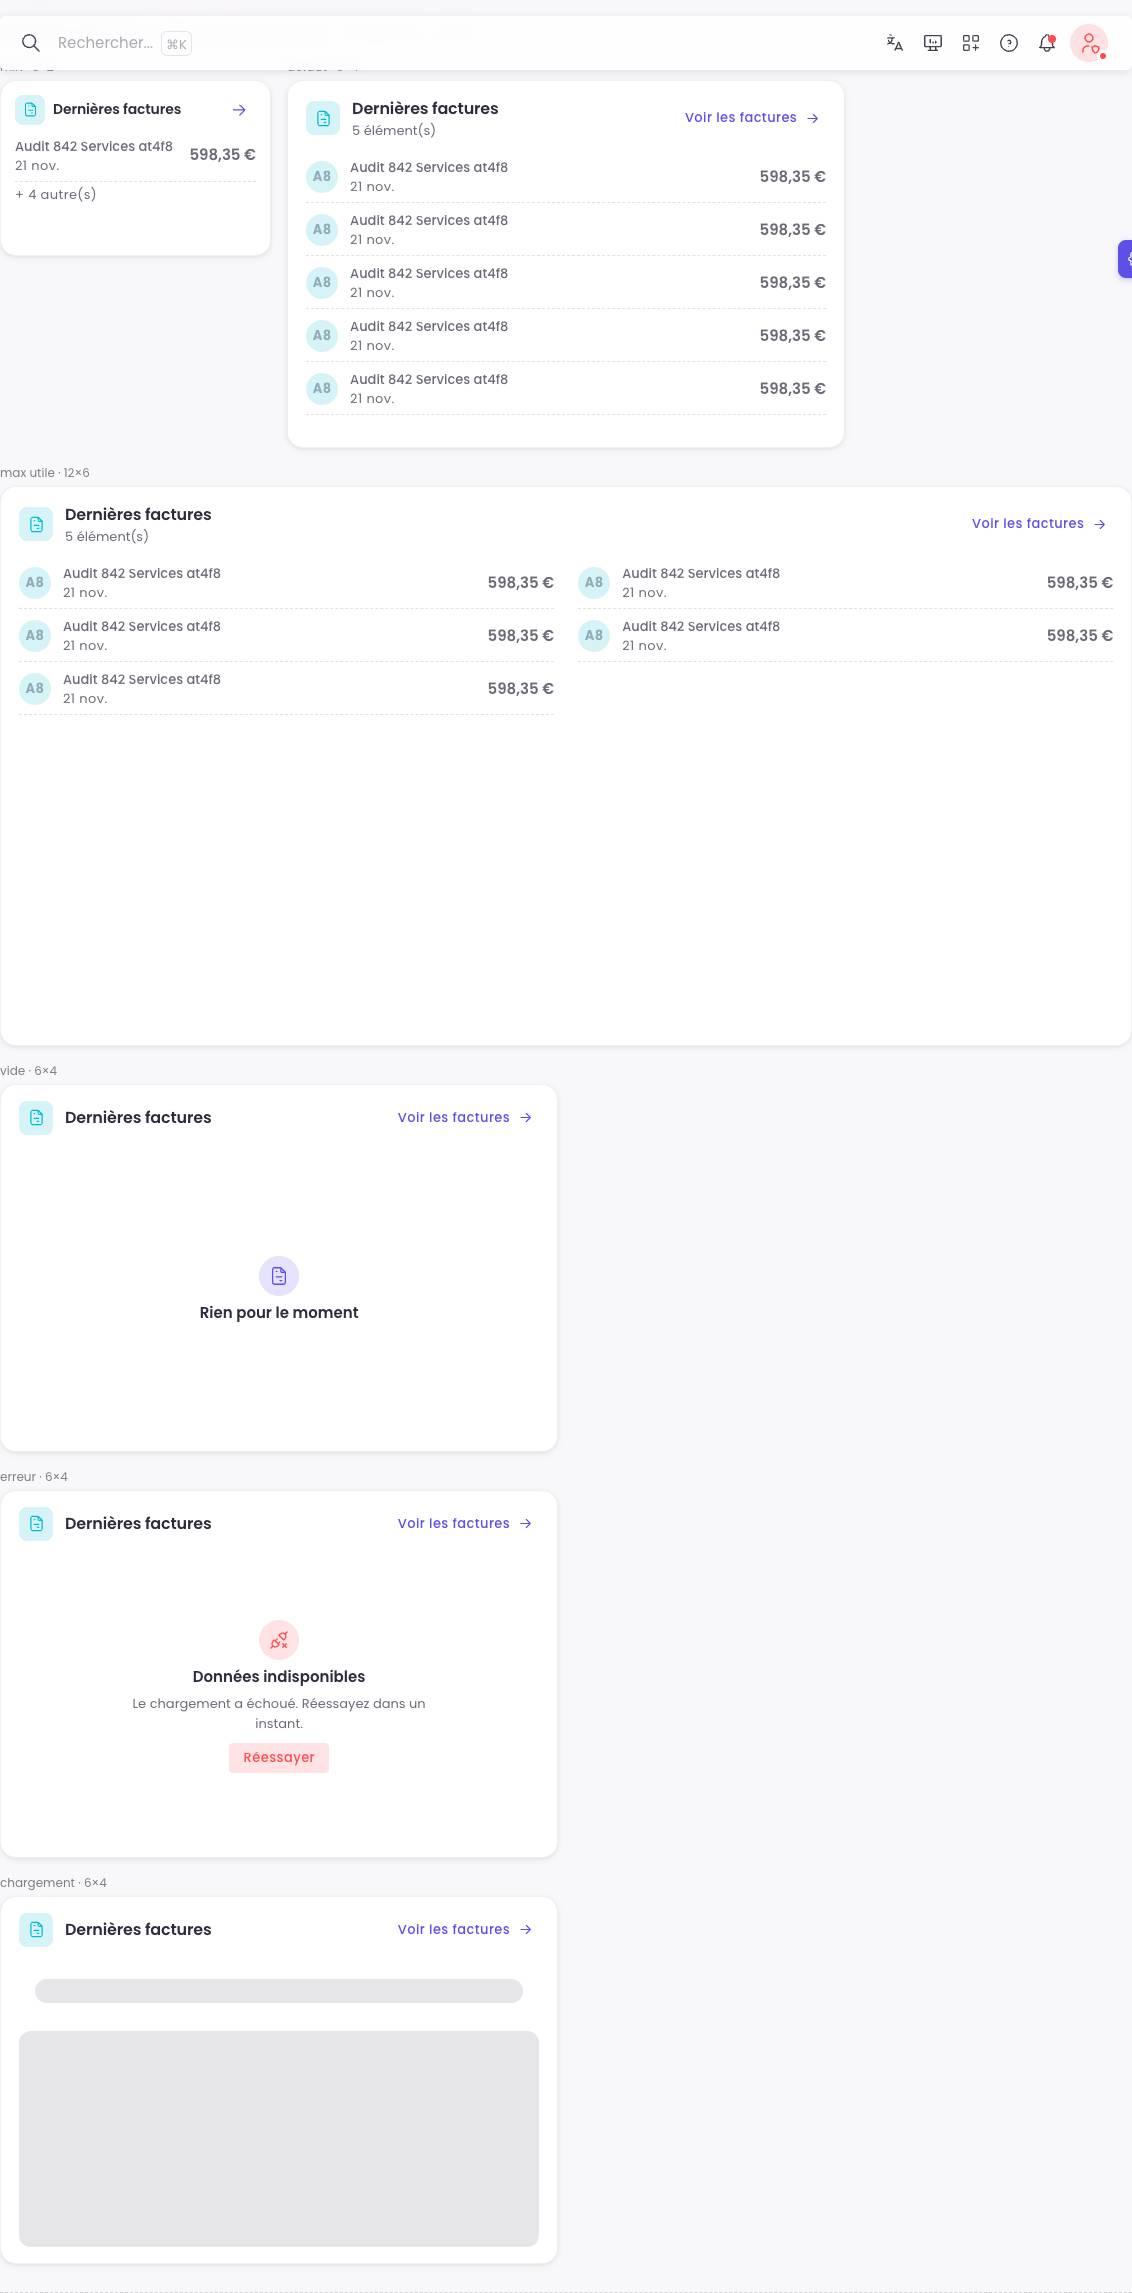 Rechercher... ⌘K
Dernières factures
Audit 842 Services at4f8
21 nov.
598,35 €
+ 4 autre(s)
Dernières factures
5 élément(s)
Voir les factures →
A8 Audit 842 Services at4f8
21 nov.
598,35 €
A8 Audit 842 Services at4f8
21 nov.
598,35 €
A8 Audit 842 Services at4f8
21 nov.
598,35 €
A8 Audit 842 Services at4f8
21 nov.
598,35 €
A8 Audit 842 Services at4f8
21 nov.
598,35 €
max utile · 12×6
Dernières factures
5 élément(s)
Voir les factures →
A8 Audit 842 Services at4f8
21 nov.
598,35 €
A8 Audit 842 Services at4f8
21 nov.
598,35 €
A8 Audit 842 Services at4f8
21 nov.
598,35 €
A8 Audit 842 Services at4f8
21 nov.
598,35 €
A8 Audit 842 Services at4f8
21 nov.
598,35 €
vide · 6×4
Dernières factures
Voir les factures →
Rien pour le moment
erreur · 6×4
Dernières factures
Voir les factures →
Données indisponibles
Le chargement a échoué. Réessayez dans un
instant.
Réessayer
chargement · 6×4
Dernières factures
Voir les factures →